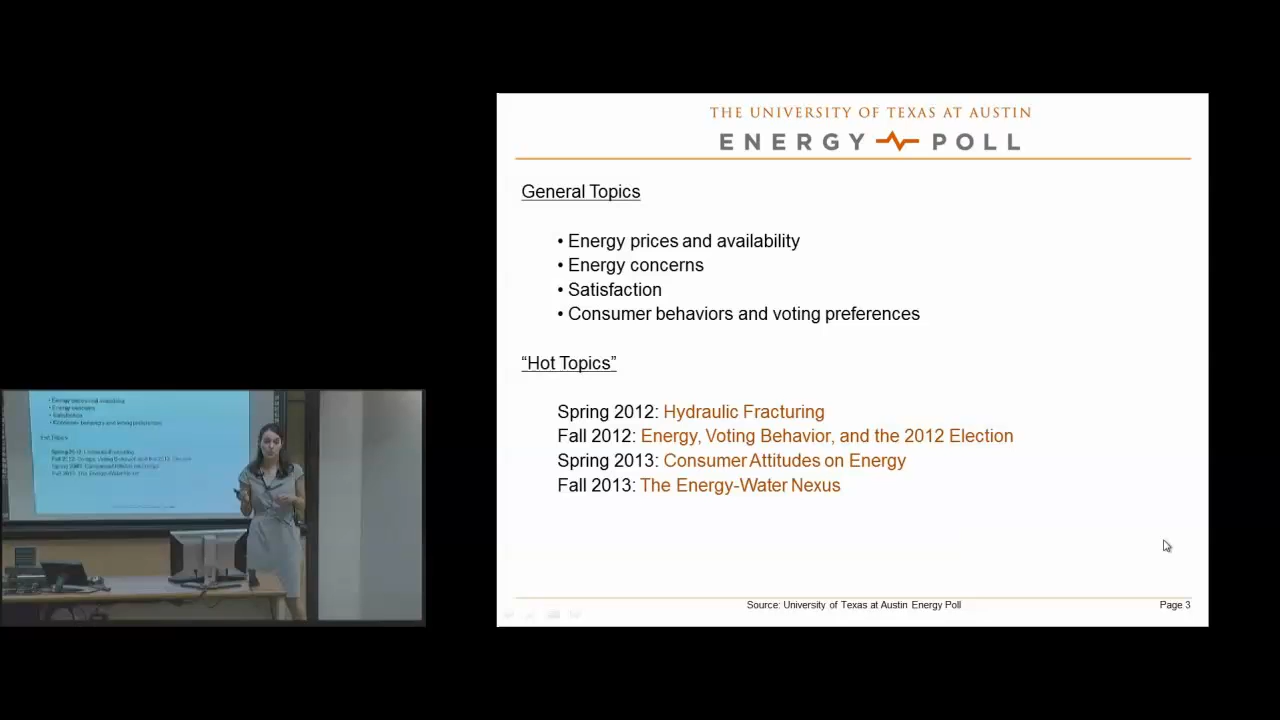 THE UNIVERSITY OF TEXAS AT AUSTIN
ENERGY POLL
General Topics
• Energy prices and availability
• Energy concerns
• Satisfaction
• Consumer behaviors and voting preferences
“Hot Topics”
Spring 2012: Hydraulic Fracturing
Fall 2012: Energy, Voting Behavior, and the 2012 Election
Spring 2013: Consumer Attitudes on Energy
Fall 2013: The Energy-Water Nexus
Source: University of Texas at Austin Energy Poll
Page 3